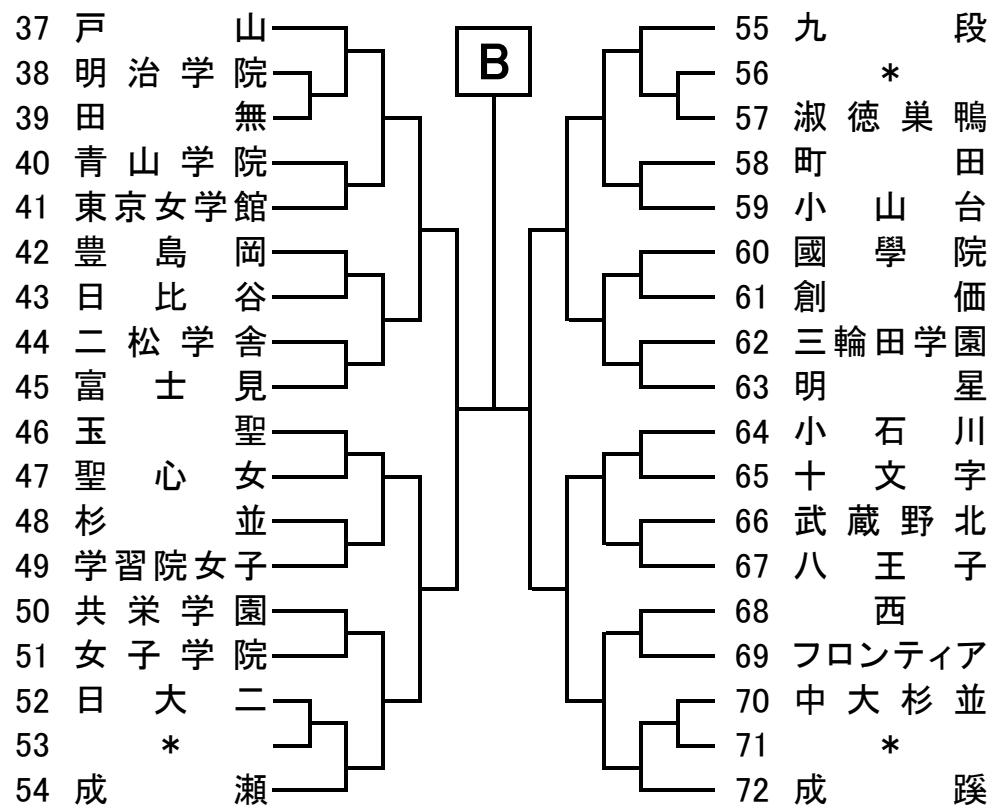 B
37 戸山
38 明治学院
39 田無
40 青山学院
41 東京女学館
42 豊島岡
43 日比谷
44 二松学舎
45 富士見
46 玉聖
47 聖心女
48 杉並
49 学習院女子
50 共栄学園
51 女子学院
52 日大二
53 *
54 成瀬
55 九段
56 *
57 淑徳巣鴨
58 町田
59 小山台
60 國學院
61 創価
62 三輪田学園
63 明星
64 小石川
65 十文字
66 武蔵野北
67 八王子
68 西
69 フロンティア
70 中大杉並
71 *
72 成蹊